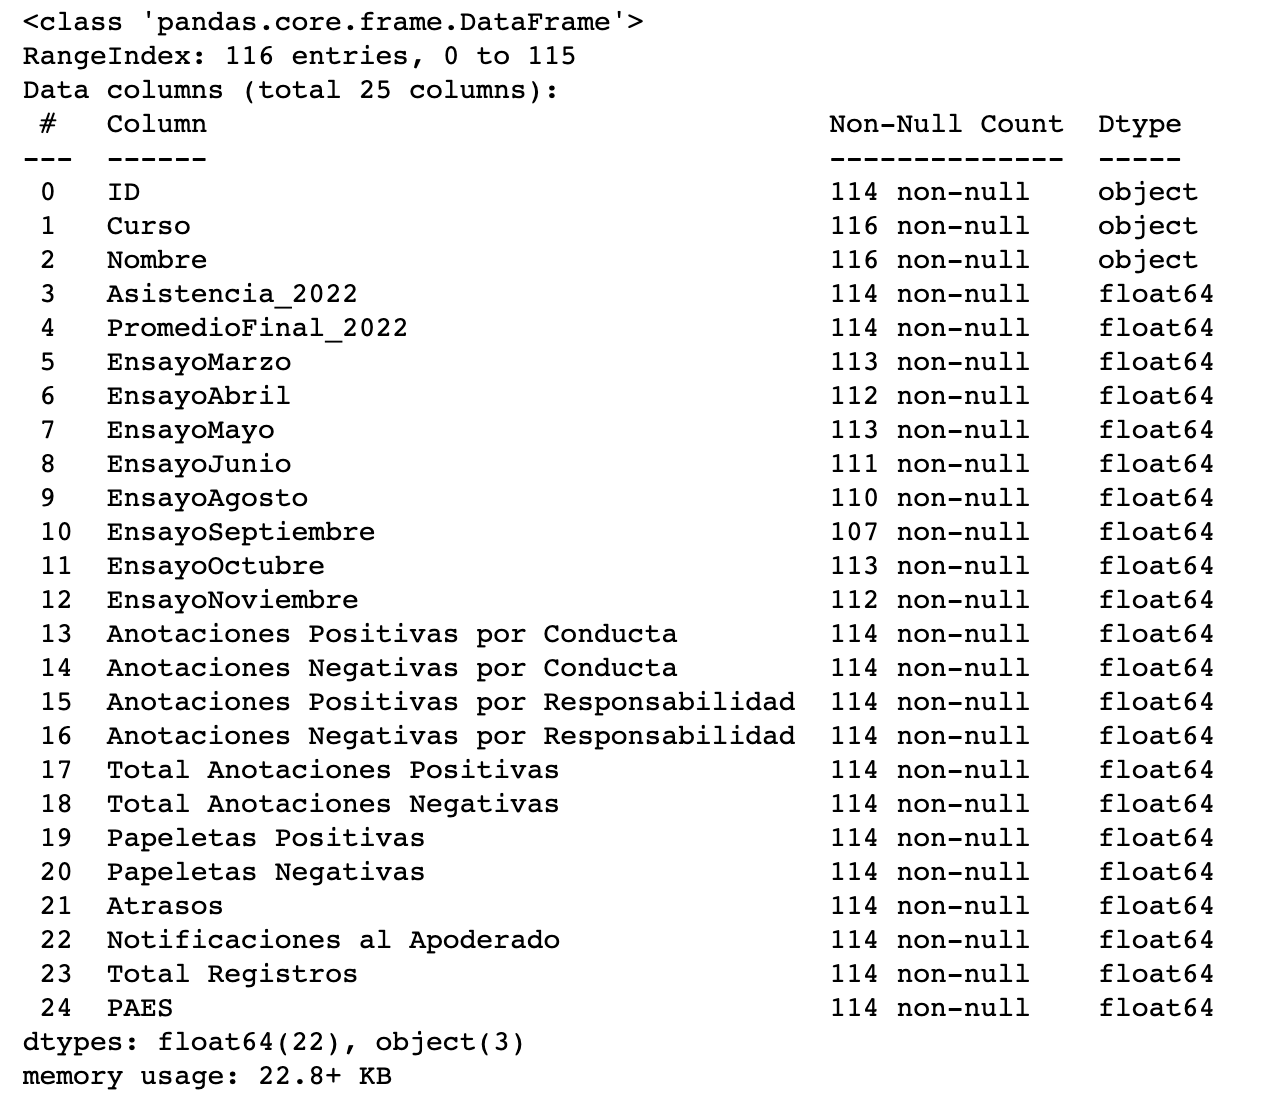 <class 'pandas.core.frame.DataFrame'>
RangeIndex: 116 entries, 0 to 115
Data columns (total 25 columns):
 #   Column                                     Non-Null Count  Dtype
---  ------                                     --------------  -----
 0   ID                                         114 non-null    object
 1   Curso                                      116 non-null    object
 2   Nombre                                     116 non-null    object
 3   Asistencia_2022                            114 non-null    float64
 4   PromedioFinal_2022                         114 non-null    float64
 5   EnsayoMarzo                                113 non-null    float64
 6   EnsayoAbril                                112 non-null    float64
 7   EnsayoMayo                                 113 non-null    float64
 8   EnsayoJunio                                111 non-null    float64
 9   EnsayoAgosto                               110 non-null    float64
 10  EnsayoSeptiembre                           107 non-null    float64
 11  EnsayoOctubre                              113 non-null    float64
 12  EnsayoNoviembre                            112 non-null    float64
 13  Anotaciones Positivas por Conducta         114 non-null    float64
 14  Anotaciones Negativas por Conducta         114 non-null    float64
 15  Anotaciones Positivas por Responsabilidad  114 non-null    float64
 16  Anotaciones Negativas por Responsabilidad  114 non-null    float64
 17  Total Anotaciones Positivas                114 non-null    float64
 18  Total Anotaciones Negativas                114 non-null    float64
 19  Papeletas Positivas                        114 non-null    float64
 20  Papeletas Negativas                        114 non-null    float64
 21  Atrasos                                    114 non-null    float64
 22  Notificaciones al Apoderado                114 non-null    float64
 23  Total Registros                            114 non-null    float64
 24  PAES                                       114 non-null    float64
dtypes: float64(22), object(3)
memory usage: 22.8+ KB